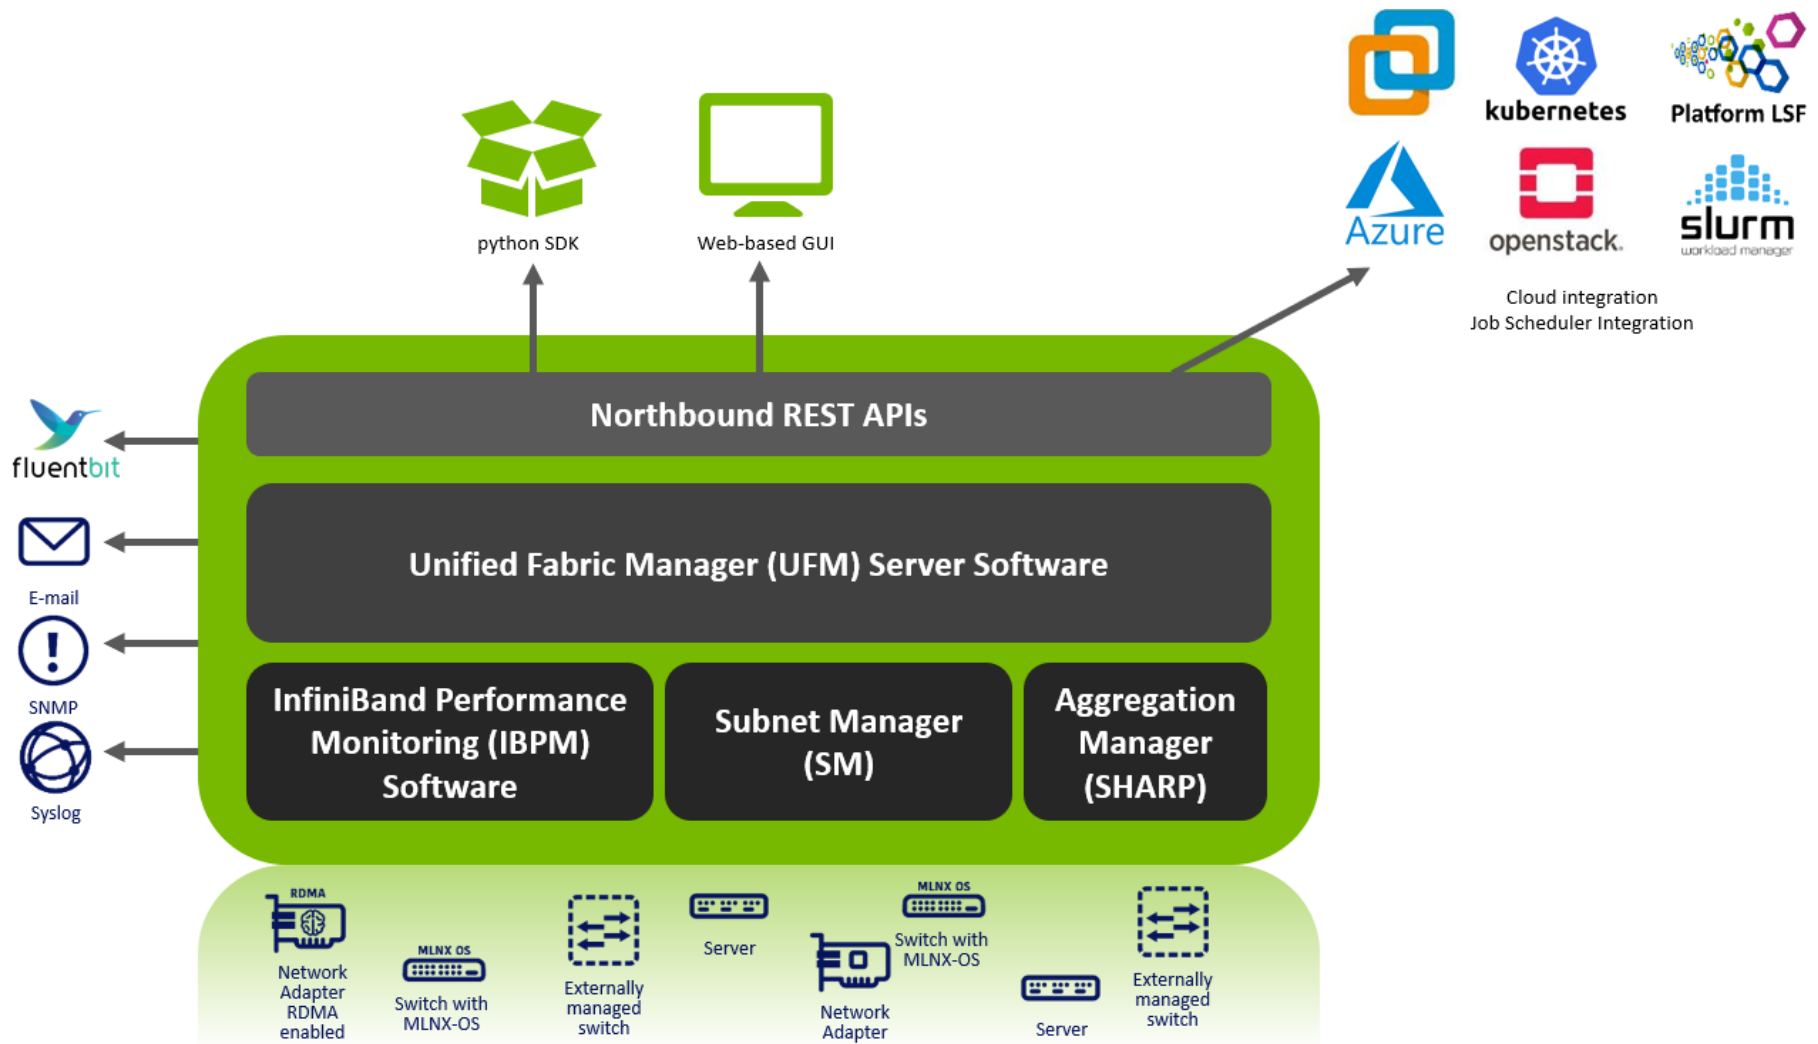 kubernetes
Platform LSF
Azure
openstack.
slurm
workload manager
Cloud integration
Job Scheduler Integration
python SDK
Web-based GUI
Northbound REST APIs
fluentbit
E-mail
SNMP
Syslog
Unified Fabric Manager (UFM) Server Software
InfiniBand Performance
Monitoring (IBPM)
Software
Subnet Manager
(SM)
Aggregation
Manager
(SHARP)
RDMA
Network
Adapter
RDMA
enabled
MLNX OS
Switch with
MLNX-OS
Externally
managed
switch
Server
Network
Adapter
MLNX OS
Switch with
MLNX-OS
Server
Externally
managed
switch